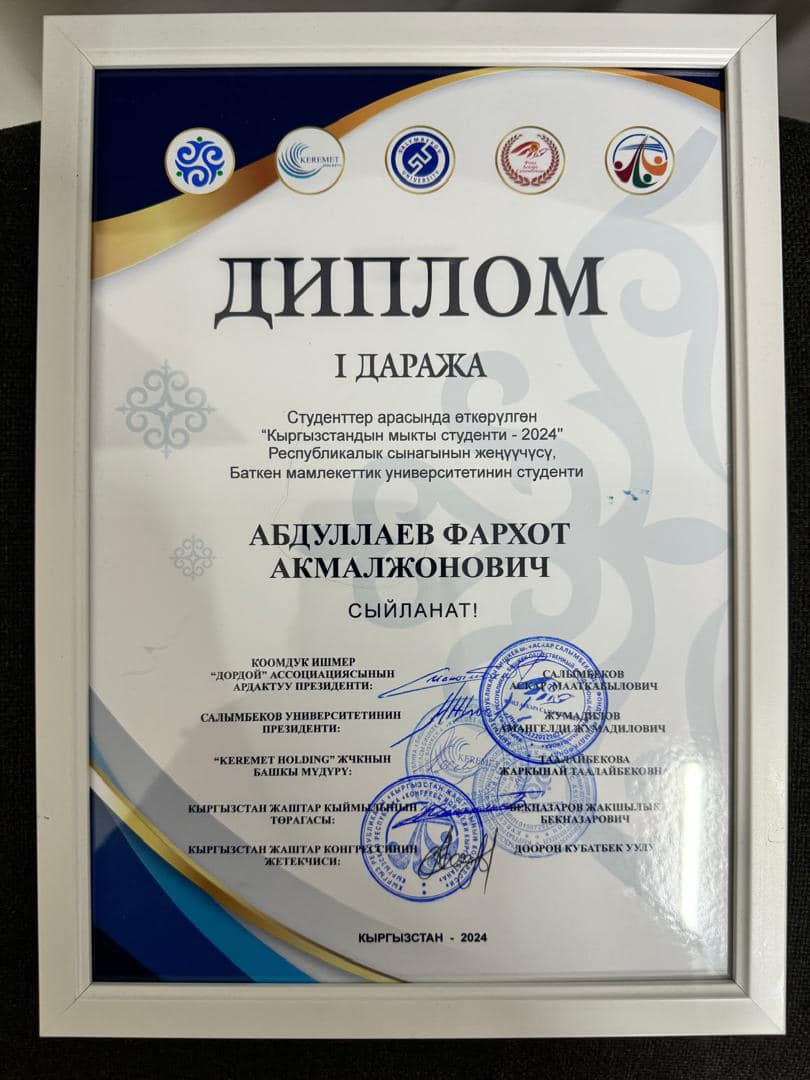 KEREMET
ДИПЛОМ
I ДАРАЖА
Студенттер арасында өткөрүлгөн
“Кыргызстандын мыкты студенти - 2024"
Республикалык сынагынын жеңүүчүсү,
Баткен мамлекеттик университетинин студенти
АБДУЛЛАЕВ ФАРХОТ
АКМАЛЖОНОВИЧ
СЫЙЛАНАТ!
КООМДУК ИШМЕР
“ДОРДОЙ” АССОЦИАЦИЯСЫНЫН
АРДАКТУУ ПРЕЗИДЕНТИ:
САЛЫМБЕКОВ
АСКАР МААТКАБЫЛОВИЧ
САЛЫМБЕКОВ УНИВЕРСИТЕТИНИН
ПРЕЗИДЕНТИ:
ЖУМАДИЛОВ
АМАНГЕЛДИ ЖУМАДИЛОВИЧ
“KEREMET HOLDING” ЖЧКНЫН
БАШКЫ МҮДҮРҮ:
ТААЛАЙБЕКОВА
ЖАРКЫНАЙ ТААЛАЙБЕКОВНА
КЫРГЫЗСТАН ЖАШТАР КЫЙМЫЛЫНЫН
ТӨРАГАСЫ:
БЕКНАЗАРОВ ЖАКШЫЛЫК
БЕКНАЗАРОВИЧ
КЫРГЫЗСТАН ЖАШТАР КОНГРЕССИНИН
ЖЕТЕКЧИСИ:
ДООРОН КУБАТБЕК УУЛУ
КЫРГЫЗСТАН - 2024